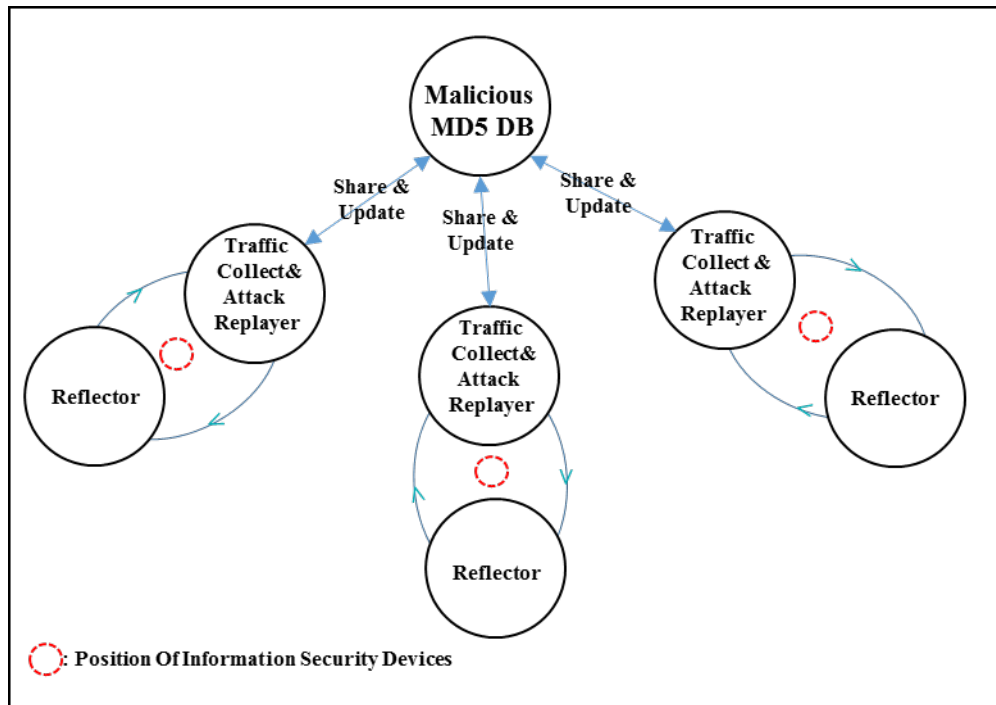 Malicious
MD5 DB
Share &
Update
Share &
Update
Share &
Update
Traffic
Collect&
Attack
Replayer
Traffic
Collect &
Attack
Replayer
Traffic
Collect&
Attack
Replayer
Reflector
Reflector
Reflector
: Position Of Information Security Devices